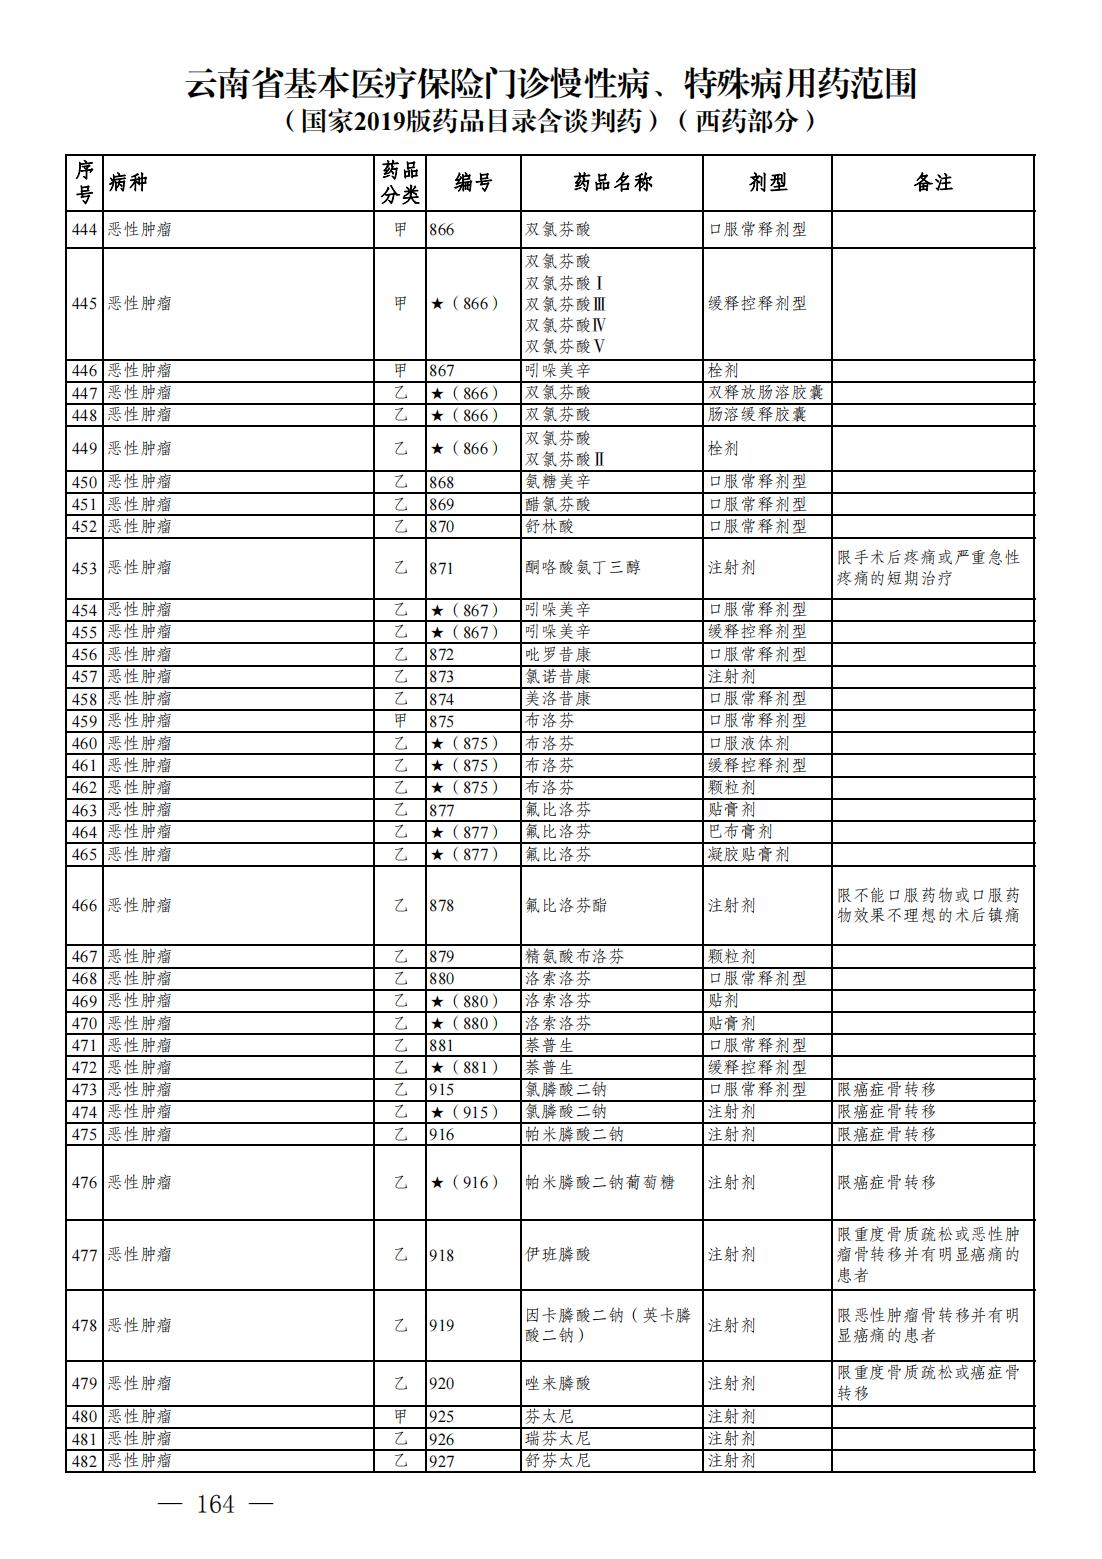 云南省基本医疗保险门诊慢性病、特殊病用药范围
（国家2019版药品目录含谈判药）（西药部分）
序号 病种 药品分类 编号 药品名称 剂型 备注
444 恶性肿瘤 甲 866 双氯芬酸 口服常释剂型
445 恶性肿瘤 甲 ★（866） 双氯芬酸 缓释控释剂型
双氯芬酸Ⅰ
双氯芬酸Ⅲ
双氯芬酸Ⅳ
双氯芬酸Ⅴ
446 恶性肿瘤 甲 867 吲哚美辛 栓剂
447 恶性肿瘤 乙 ★（866） 双氯芬酸 双释放肠溶胶囊
448 恶性肿瘤 乙 ★（866） 双氯芬酸 肠溶缓释胶囊
449 恶性肿瘤 乙 ★（866） 双氯芬酸 栓剂
双氯芬酸Ⅱ
450 恶性肿瘤 乙 868 氨糖美辛 口服常释剂型
451 恶性肿瘤 乙 869 醋氯芬酸 口服常释剂型
452 恶性肿瘤 乙 870 舒林酸 口服常释剂型
453 恶性肿瘤 乙 871 酮咯酸氨丁三醇 注射剂 限手术后疼痛或严重急性
疼痛的短期治疗
454 恶性肿瘤 乙 ★（867） 吲哚美辛 口服常释剂型
455 恶性肿瘤 乙 ★（867） 吲哚美辛 缓释控释剂型
456 恶性肿瘤 乙 872 吡罗昔康 口服常释剂型
457 恶性肿瘤 乙 873 氯诺昔康 注射剂
458 恶性肿瘤 乙 874 美洛昔康 口服常释剂型
459 恶性肿瘤 甲 875 布洛芬 口服常释剂型
460 恶性肿瘤 乙 ★（875） 布洛芬 口服液体剂
461 恶性肿瘤 乙 ★（875） 布洛芬 缓释控释剂型
462 恶性肿瘤 乙 ★（875） 布洛芬 颗粒剂
463 恶性肿瘤 乙 877 氟比洛芬 贴膏剂
464 恶性肿瘤 乙 ★（877） 氟比洛芬 巴布膏剂
465 恶性肿瘤 乙 ★（877） 氟比洛芬 凝胶贴膏剂
466 恶性肿瘤 乙 878 氟比洛芬酯 注射剂 限不能口服药物或口服药
物效果不理想的术后镇痛
467 恶性肿瘤 乙 879 精氨酸布洛芬 颗粒剂
468 恶性肿瘤 乙 880 洛索洛芬 口服常释剂型
469 恶性肿瘤 乙 ★（880） 洛索洛芬 贴剂
470 恶性肿瘤 乙 ★（880） 洛索洛芬 贴膏剂
471 恶性肿瘤 乙 881 萘普生 口服常释剂型
472 恶性肿瘤 乙 ★（881） 萘普生 缓释控释剂型
473 恶性肿瘤 乙 915 氯膦酸二钠 口服常释剂型 限癌症骨转移
474 恶性肿瘤 乙 ★（915） 氯膦酸二钠 注射剂 限癌症骨转移
475 恶性肿瘤 乙 916 帕米膦酸二钠 注射剂 限癌症骨转移
476 恶性肿瘤 乙 ★（916） 帕米膦酸二钠葡萄糖 注射剂 限癌症骨转移
477 恶性肿瘤 乙 918 伊班膦酸 注射剂 限重度骨质疏松或恶性肿
瘤骨转移并有明显癌痛的
患者
478 恶性肿瘤 乙 919 因卡膦酸二钠（英卡膦 注射剂 限恶性肿瘤骨转移并有明
酸二钠） 显癌痛的患者
479 恶性肿瘤 乙 920 唑来膦酸 注射剂 限重度骨质疏松或癌症骨
转移
480 恶性肿瘤 甲 925 芬太尼 注射剂
481 恶性肿瘤 乙 926 瑞芬太尼 注射剂
482 恶性肿瘤 乙 927 舒芬太尼 注射剂
— 164 —